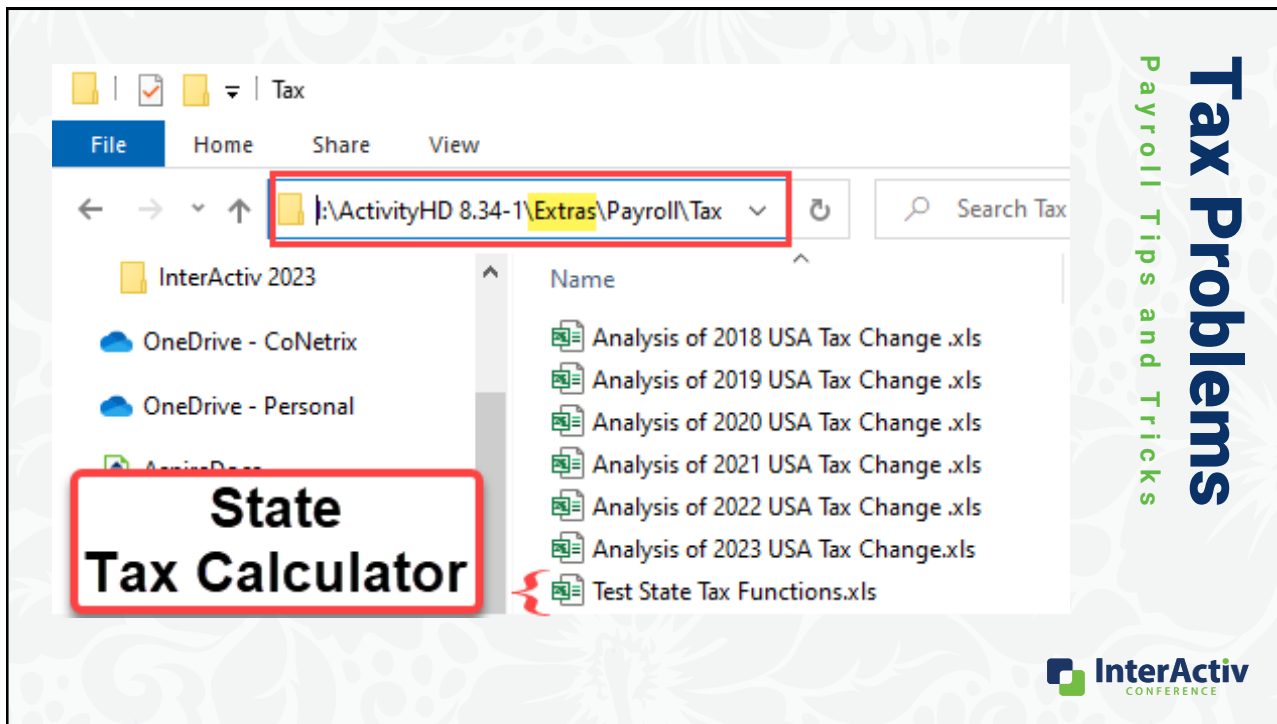 Tax Problems
Payroll Tips and Tricks
Tax
File Home Share View
:\ActivityHD 8.34-1\Extras\Payroll\Tax
Search Tax
InterActiv 2023
OneDrive - CoNetrix
OneDrive - Personal
Name
Analysis of 2018 USA Tax Change .xls
Analysis of 2019 USA Tax Change .xls
Analysis of 2020 USA Tax Change .xls
Analysis of 2021 USA Tax Change .xls
Analysis of 2022 USA Tax Change .xls
Analysis of 2023 USA Tax Change.xls
Test State Tax Functions.xls
State
Tax Calculator
InterActiv
CONFERENCE